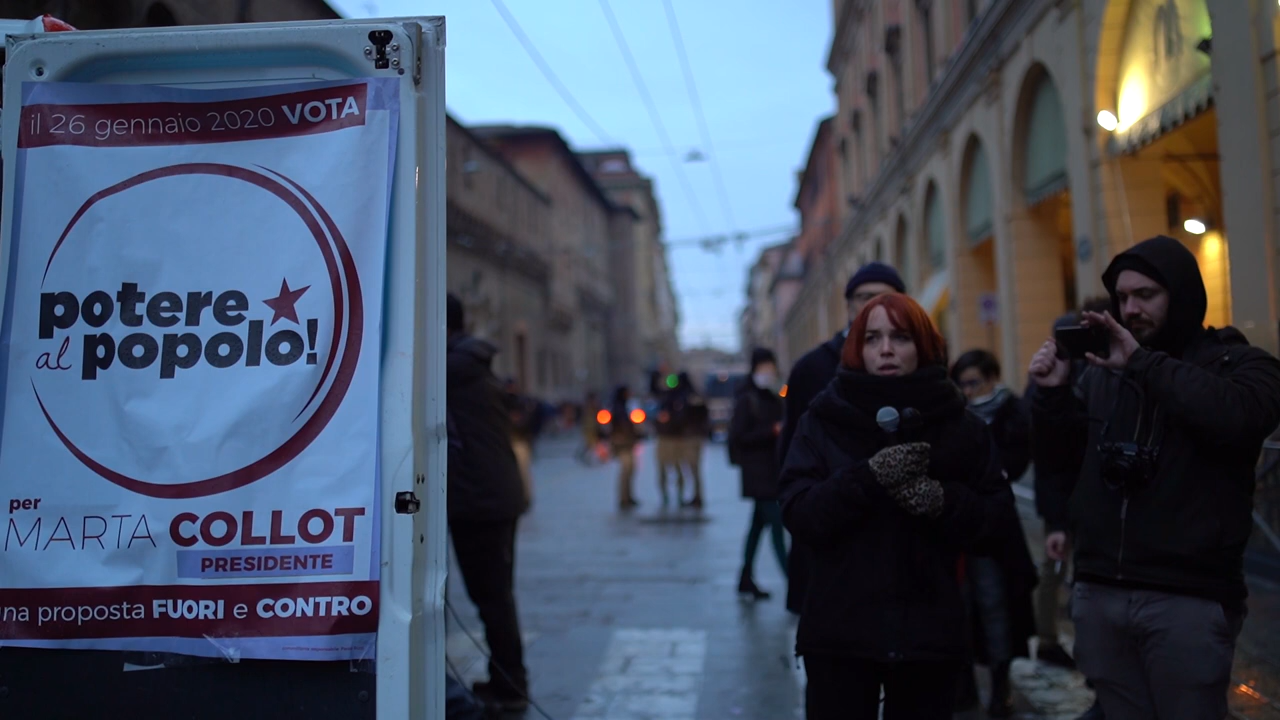 il 26 gennaio 2020 VOTA
potere
al popolo!
per
MARTA COLLOT
PRESIDENTE
una proposta FUORI e CONTRO